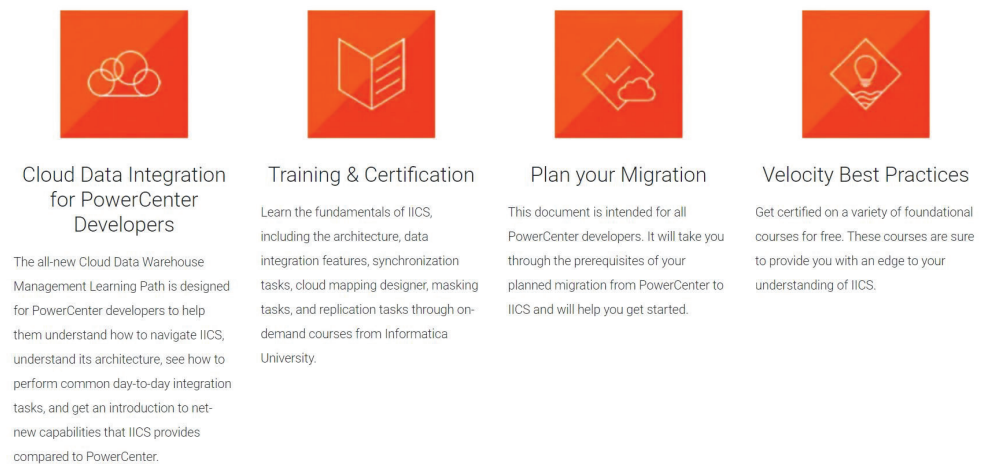 Cloud Data Integration
for PowerCenter
Developers
The all-new Cloud Data Warehouse
Management Learning Path is designed
for PowerCenter developers to help
them understand how to navigate IICS,
understand its architecture, see how to
perform common day-to-day integration
tasks, and get an introduction to net-
new capabilities that IICS provides
compared to PowerCenter.
Training & Certification
Learn the fundamentals of IICS,
including the architecture, data
integration features, synchronization
tasks, cloud mapping designer, masking
tasks, and replication tasks through on-
demand courses from Informatica
University.
Plan your Migration
This document is intended for all
PowerCenter developers. It will take you
through the prerequisites of your
planned migration from PowerCenter to
IICS and will help you get started.
Velocity Best Practices
Get certified on a variety of foundational
courses for free. These courses are sure
to provide you with an edge to your
understanding of IICS.